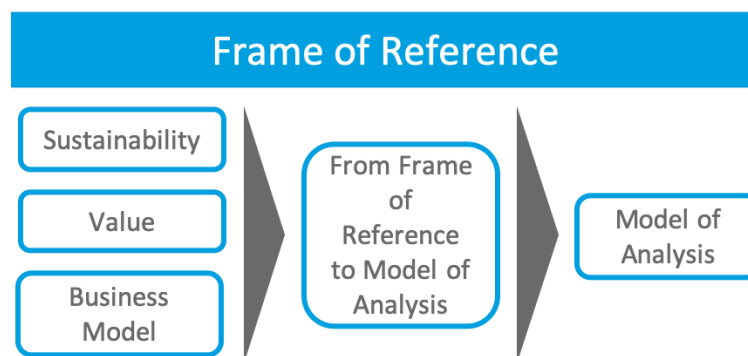 Frame of Reference
Sustainability
Value
Business
Model
From Frame
of
Reference
to Model of
Analysis
Model of
Analysis